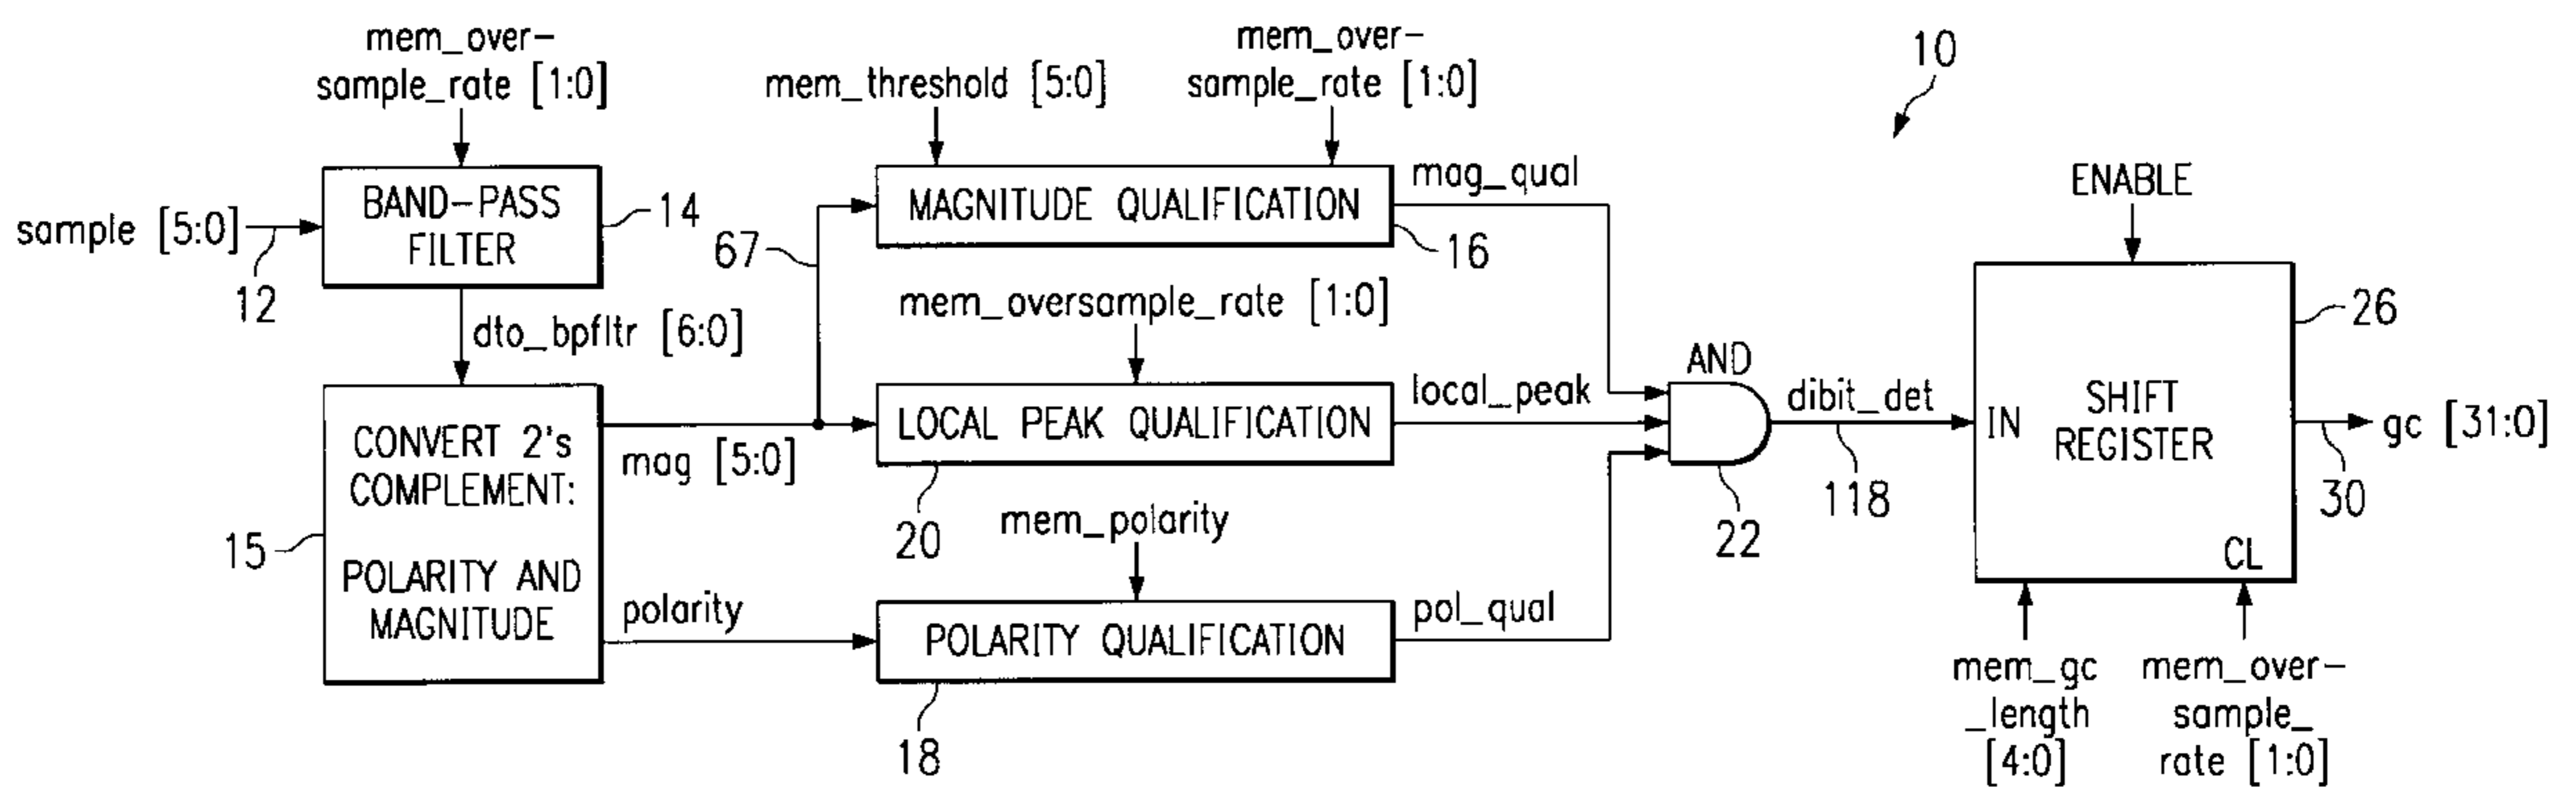 mem_over-
sample_rate [1:0]
sample [5:0]
12
BAND-PASS
FILTER
14
dto_bpfltr [6:0]
CONVERT 2's
COMPLEMENT:
POLARITY AND
MAGNITUDE
15
mag [5:0]
polarity
67
mem_threshold [5:0]
mem_over-
sample_rate [1:0]
MAGNITUDE QUALIFICATION
16
mag_qual
mem_oversample_rate [1:0]
LOCAL PEAK QUALIFICATION
20
local_peak
mem_polarity
POLARITY QUALIFICATION
18
pol_qual
AND
22
dibit_det
118
10
ENABLE
IN
SHIFT
REGISTER
CL
26
gc [31:0]
30
mem_gc
_length
[4:0]
mem_over-
sample_
rate [1:0]